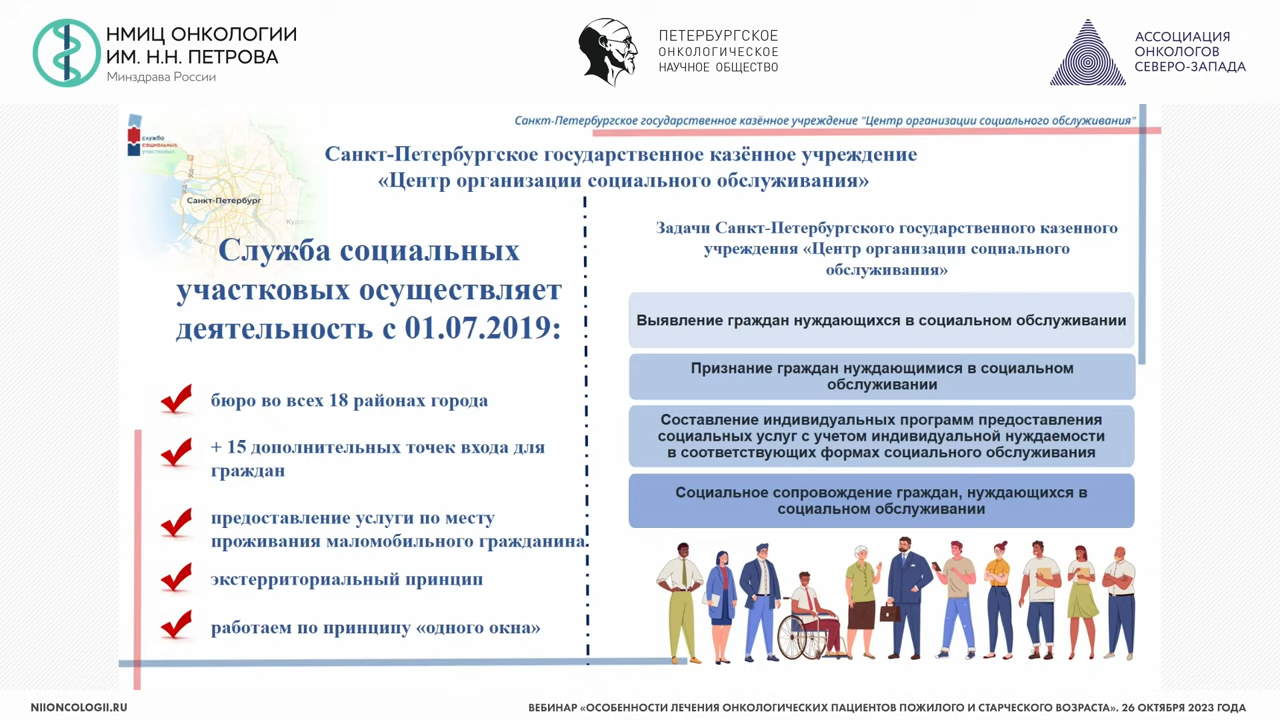 НМИЦ ОНКОЛОГИИ
ИМ. Н.Н. ПЕТРОВА
Минздрава России
ПЕТЕРБУРГСКОЕ
ОНКОЛОГИЧЕСКОЕ
НАУЧНОЕ ОБЩЕСТВО
АССОЦИАЦИЯ
ОНКОЛОГОВ
СЕВЕРО-ЗАПАДА
Санкт-Петербургское государственное казённое учреждение "Центр организации социального обслуживания"
служба
социальных
участковых
Санкт-Петербург
Санкт-Петербургское государственное казённое учреждение
«Центр организации социального обслуживания»
Служба социальных
участковых осуществляет
деятельность с 01.07.2019:
бюро во всех 18 районах города
+ 15 дополнительных точек входа для
граждан
предоставление услуги по месту
проживания маломобильного гражданина
экстерриториальный принцип
работаем по принципу «одного окна»
Задачи Санкт-Петербургского государственного казенного
учреждения «Центр организации социального
обслуживания»
Выявление граждан нуждающихся в социальном обслуживании
Признание граждан нуждающимися в социальном
обслуживании
Составление индивидуальных программ предоставления
социальных услуг с учетом индивидуальной нуждаемости
в соответствующих формах социального обслуживания
Социальное сопровождение граждан, нуждающихся в
социальном обслуживании
NIIONCOLOGII.RU
ВЕБИНАР «ОСОБЕННОСТИ ЛЕЧЕНИЯ ОНКОЛОГИЧЕСКИХ ПАЦИЕНТОВ ПОЖИЛОГО И СТАРЧЕСКОГО ВОЗРАСТА». 26 ОКТЯБРЯ 2023 ГОДА